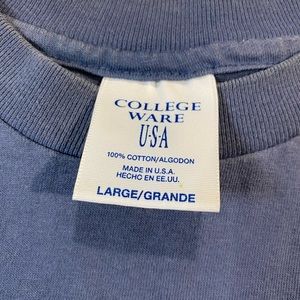 COLLEGE
WARE
U·S·A
100% COTTON/ALGODON
MADE IN U.S.A.
HECHO EN EE.UU.
LARGE/GRANDE